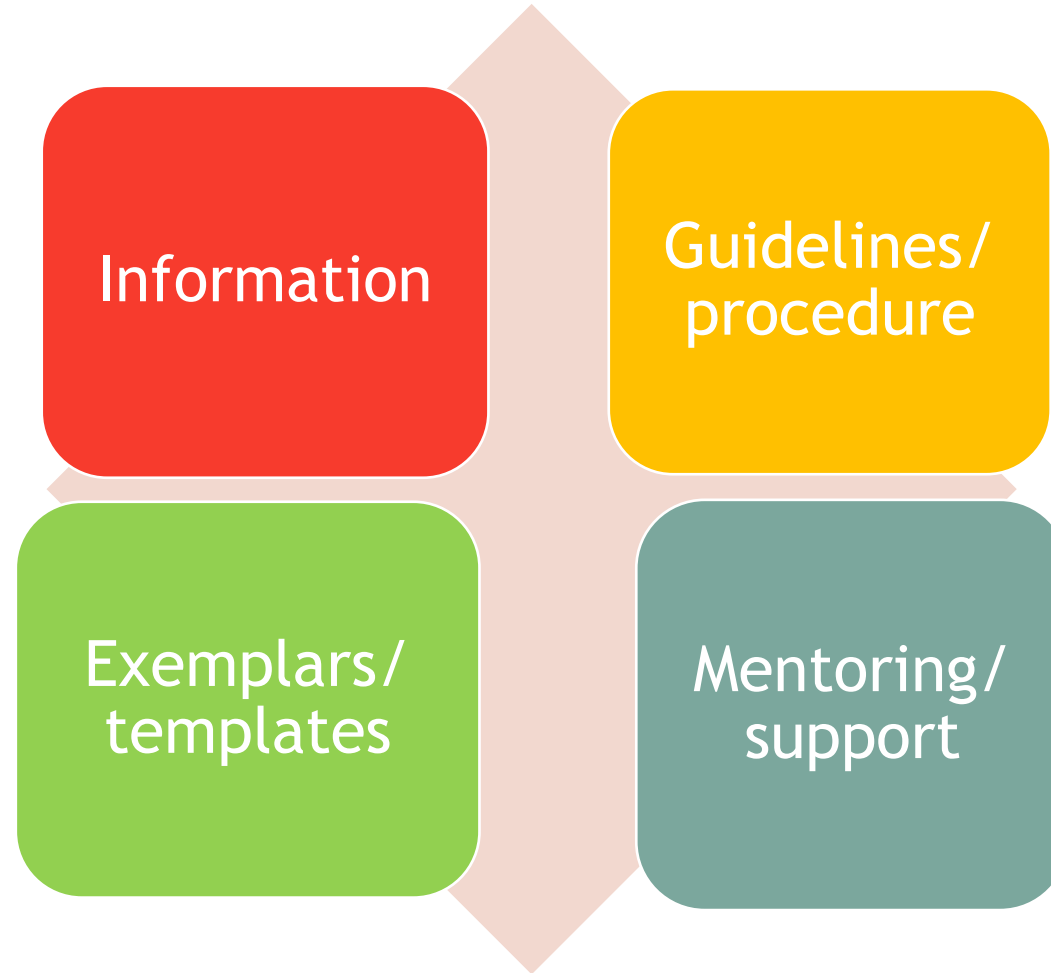 Information
Guidelines/
procedure
Exemplars/
templates
Mentoring/
support